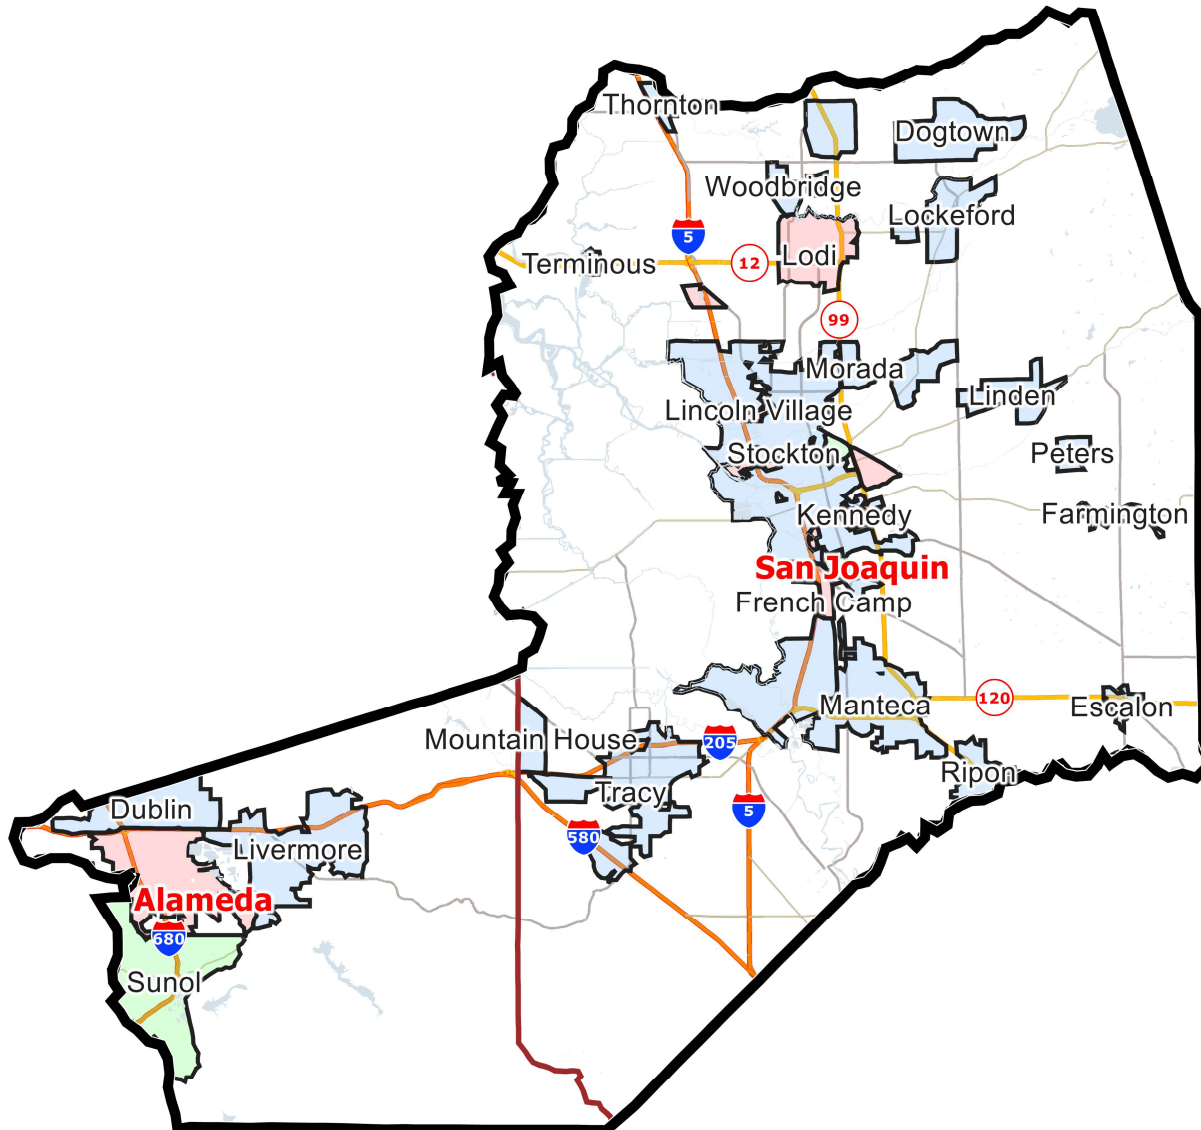 Thornton
Dogtown
Woodbridge
Lockeford
5
Terminous
12
Lodi
99
Morada
Linden
Lincoln Village
Stockton
Peters
Kennedy
Farmington
San Joaquin
French Camp
120
Manteca
Escalon
Mountain House
205
Ripon
Tracy
5
Dublin
580
Livermore
Alameda
680
Sunol